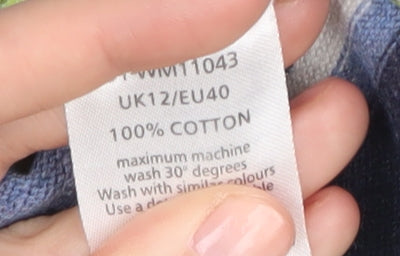 WM11043
UK12/EU40
100% COTTON
maximum machine
wash 30° degrees
Wash with similar colours
Use a